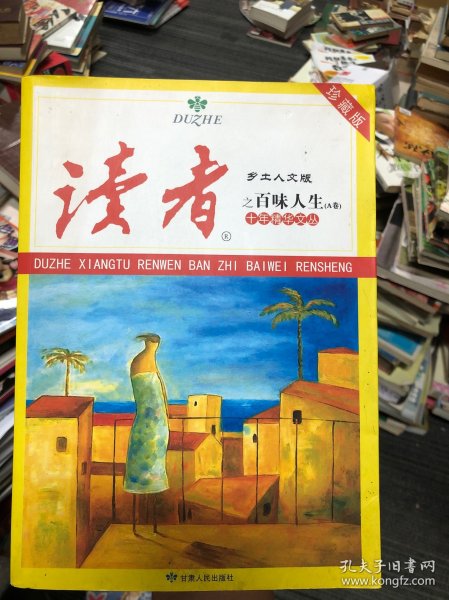 珍藏版
DUZHE
读者®
乡土人文版
之百味人生(A卷)
十年精华文丛
DUZHE XIANGTU RENWEN BAN ZHI BAIWEI RENSHENG
甘肃人民出版社
孔夫子旧书网
www.kongfz.com